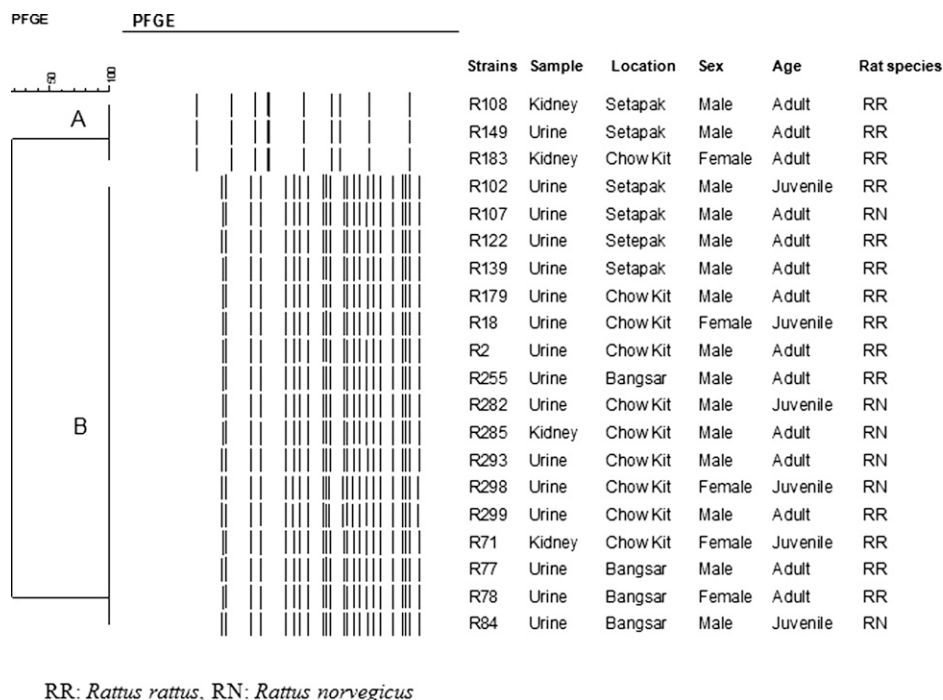 PFGE PFGE
50 100
Strains Sample Location Sex Age Rat species
A
R108 Kidney Setapak Male Adult RR
R149 Urine Setapak Male Adult RR
R183 Kidney Chow Kit Female Adult RR
R102 Urine Setapak Male Juvenile RR
R107 Urine Setapak Male Adult RN
R122 Urine Setepak Male Adult RR
R139 Urine Setapak Male Adult RR
R179 Urine Chow Kit Male Adult RR
R18 Urine Chow Kit Female Juvenile RR
R2 Urine Chow Kit Male Adult RR
R255 Urine Bangsar Male Adult RR
R282 Urine Chow Kit Male Juvenile RN
B
R285 Kidney Chow Kit Male Adult RN
R293 Urine Chow Kit Male Adult RN
R298 Urine Chow Kit Female Juvenile RN
R299 Urine Chow Kit Male Adult RR
R71 Kidney Chow Kit Female Juvenile RR
R77 Urine Bangsar Male Adult RR
R78 Urine Bangsar Female Adult RR
R84 Urine Bangsar Male Juvenile RN
RR: Rattus rattus, RN: Rattus norvegicus